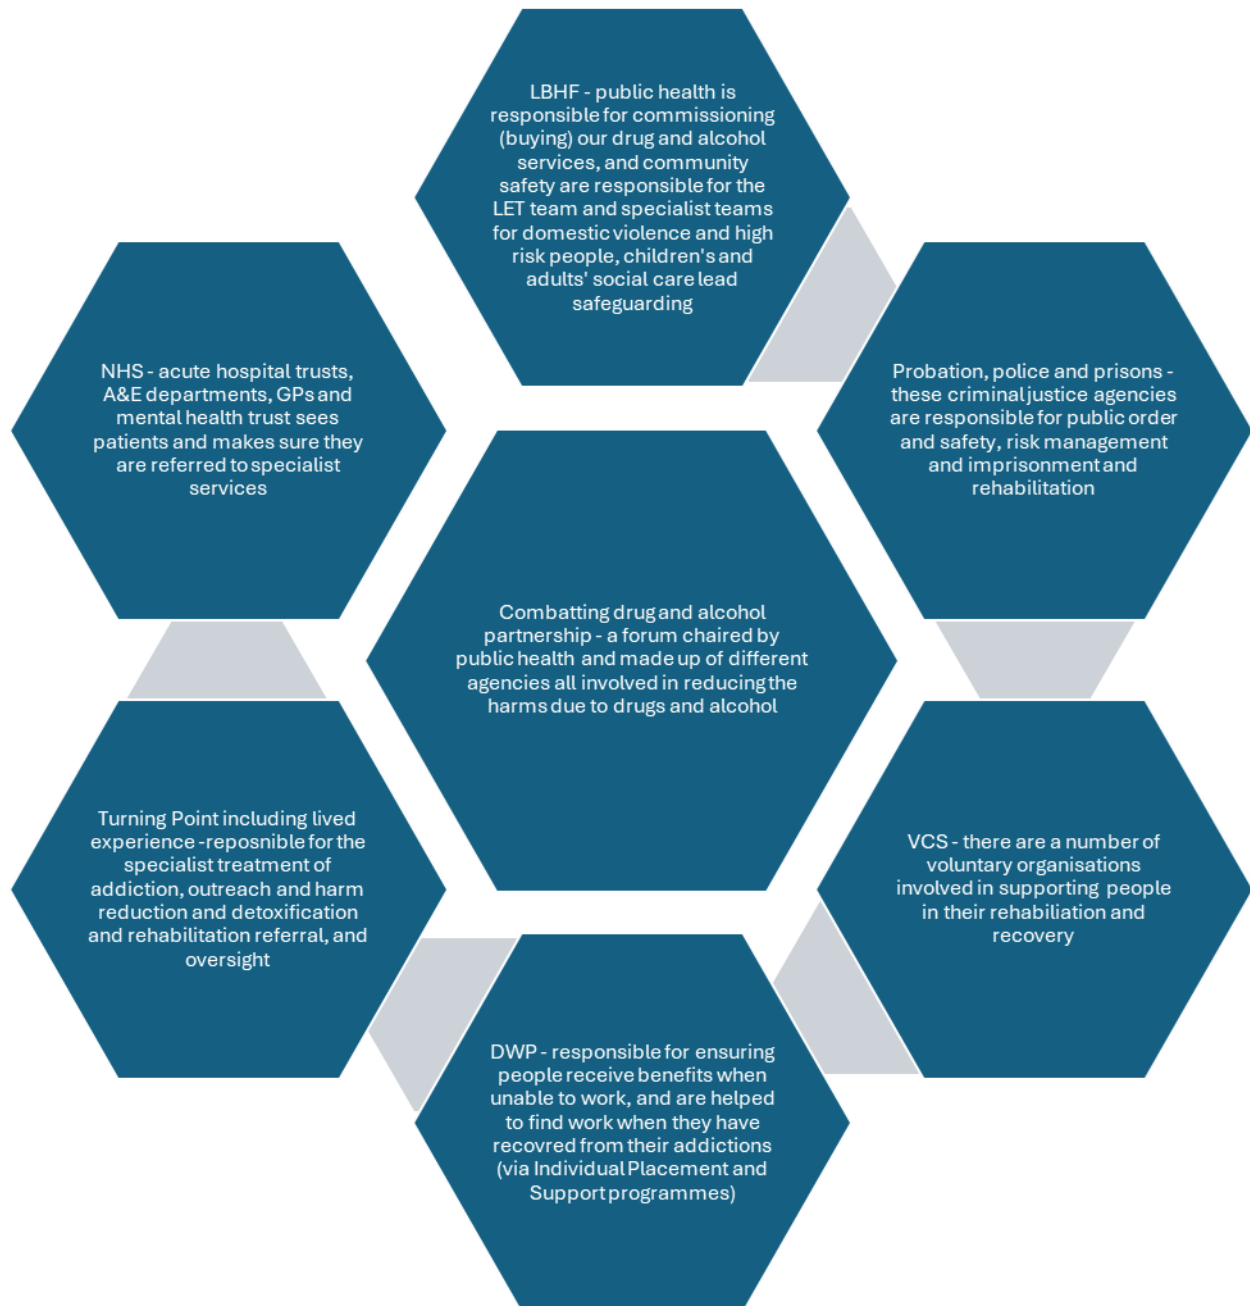 LBHF - public health is
responsible for commissioning
(buying) our drug and alcohol
services, and community
safety are responsible for the
LET team and specialist teams
for domestic violence and high
risk people, children's and
adults' social care lead
safeguarding
NHS - acute hospital trusts,
A&E departments, GPs and
mental health trust sees
patients and makes sure they
are referred to specialist
services
Probation, police and prisons -
these criminal justice agencies
are responsible for public order
and safety, risk management
and imprisonment and
rehabilitation
Combatting drug and alcohol
partnership - a forum chaired by
public health and made up of different
agencies all involved in reducing the
harms due to drugs and alcohol
Turning Point including lived
experience -reposnible for the
specialist treatment of
addiction, outreach and harm
reduction and detoxification
and rehabilitation referral, and
oversight
VCS - there are a number of
voluntary organisations
involved in supporting people
in their rehabiliation and
recovery
DWP - responsible for ensuring
people receive benefits when
unable to work, and are helped
to find work when they have
recovred from their addictions
(via Individual Placement and
Support programmes)